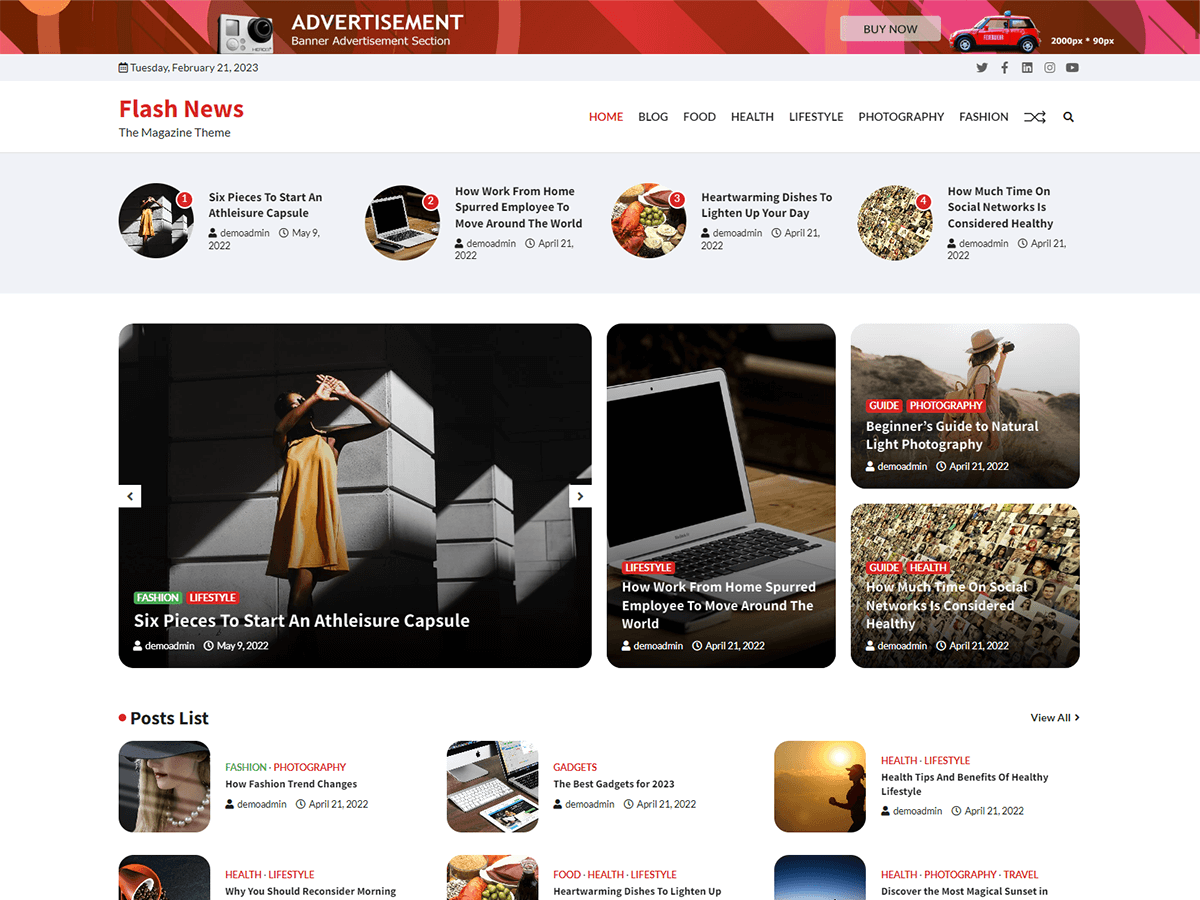 ADVERTISEMENT
Banner Advertisement Section
BUY NOW
2000px * 90px
Tuesday, February 21, 2023
Flash News
The Magazine Theme
HOME BLOG FOOD HEALTH LIFESTYLE PHOTOGRAPHY FASHION
1
Six Pieces To Start An
Athleisure Capsule
demoadmin May 9,
2022
2
How Work From Home
Spurred Employee To
Move Around The World
demoadmin April 21,
2022
3
Heartwarming Dishes To
Lighten Up Your Day
demoadmin April 21,
2022
4
How Much Time On
Social Networks Is
Considered Healthy
demoadmin April 21,
2022
FASHION LIFESTYLE
Six Pieces To Start An Athleisure Capsule
demoadmin May 9, 2022
LIFESTYLE
How Work From Home Spurred
Employee To Move Around The
World
demoadmin April 21, 2022
GUIDE PHOTOGRAPHY
Beginner’s Guide to Natural
Light Photography
demoadmin April 21, 2022
GUIDE HEALTH
How Much Time On Social
Networks Is Considered
Healthy
demoadmin April 21, 2022
Posts List
View All
FASHION · PHOTOGRAPHY
How Fashion Trend Changes
demoadmin April 21, 2022
GADGETS
The Best Gadgets for 2023
demoadmin April 21, 2022
HEALTH · LIFESTYLE
Health Tips And Benefits Of Healthy
Lifestyle
demoadmin April 21, 2022
HEALTH · LIFESTYLE
Why You Should Reconsider Morning
FOOD · HEALTH · LIFESTYLE
Heartwarming Dishes To Lighten Up
HEALTH · PHOTOGRAPHY · TRAVEL
Discover the Most Magical Sunset in